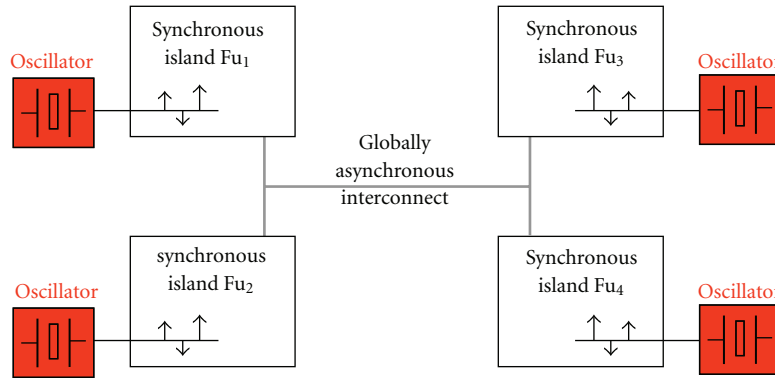 Synchronous
island Fu₁
Oscillator
Synchronous
island Fu₃
Oscillator
Globally
asynchronous
interconnect
synchronous
island Fu₂
Oscillator
Synchronous
island Fu₄
Oscillator